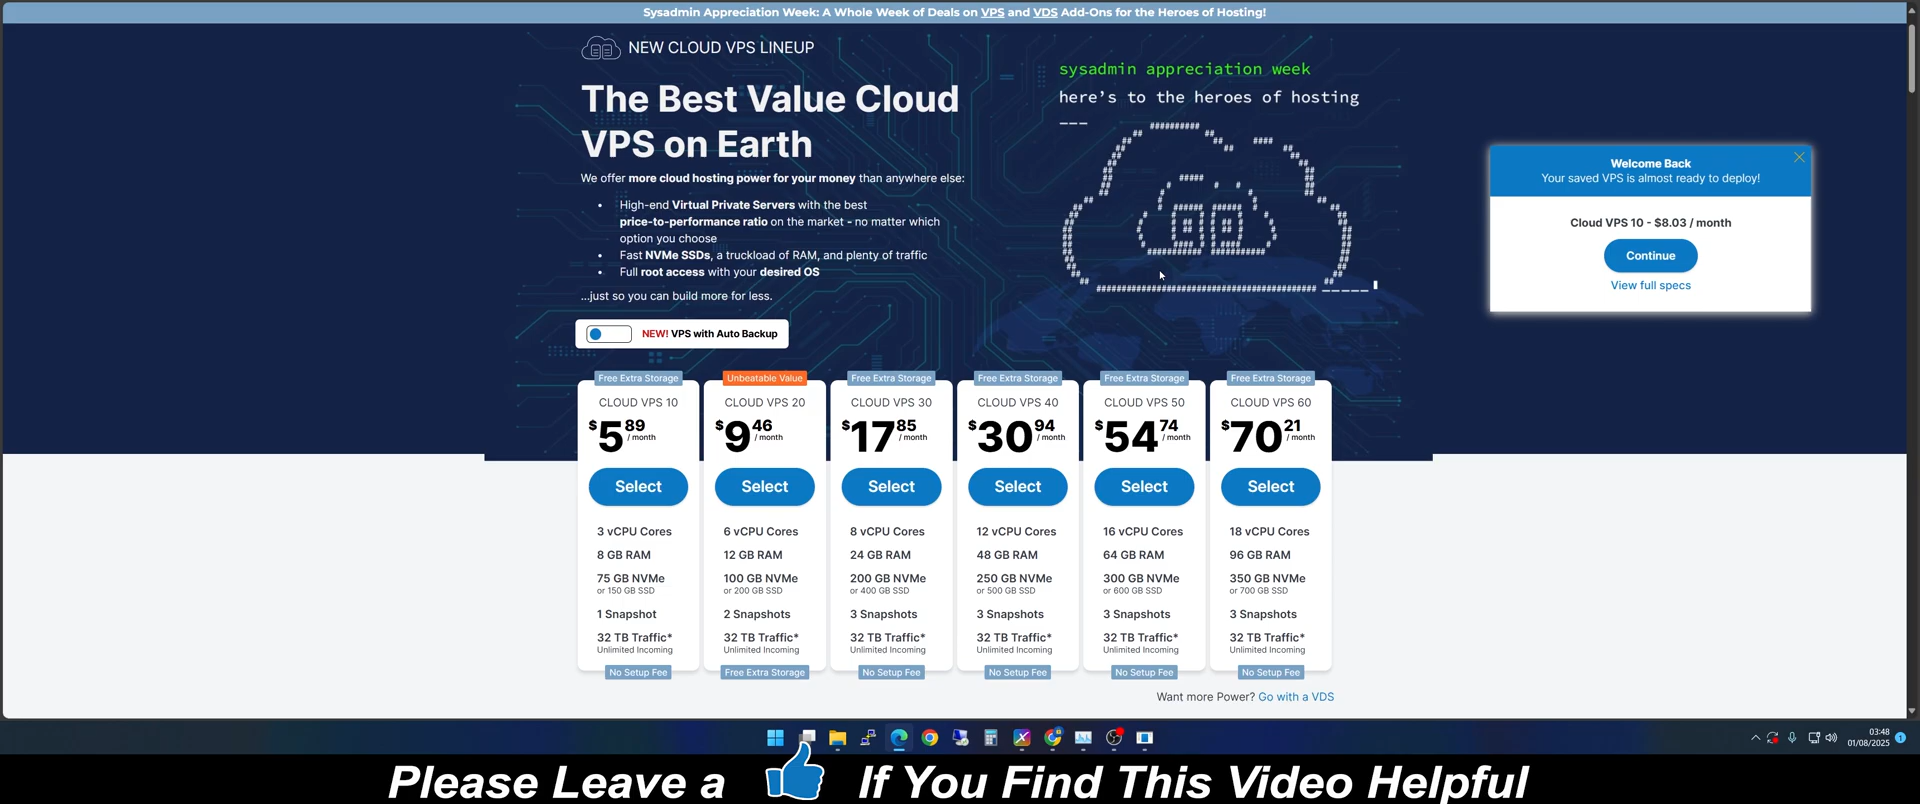 Sysadmin Appreciation Week: A Whole Week of Deals on VPS and VDS Add-Ons for the Heroes of Hosting!
NEW CLOUD VPS LINEUP
The Best Value Cloud
VPS on Earth
We offer more cloud hosting power for your money than anywhere else:
• High-end Virtual Private Servers with the best
price-to-performance ratio on the market - no matter which
option you choose
• Fast NVMe SSDs, a truckload of RAM, and plenty of traffic
• Full root access with your desired OS
...just so you can build more for less.
NEW! VPS with Auto Backup
sysadmin appreciation week
here's to the heroes of hosting
Welcome Back
Your saved VPS is almost ready to deploy!
Cloud VPS 10 - $8.03 / month
Continue
View full specs
Free Extra Storage
CLOUD VPS 10
$5 89 / month
Select
3 vCPU Cores
8 GB RAM
75 GB NVMe
or 150 GB SSD
1 Snapshot
32 TB Traffic*
Unlimited Incoming
No Setup Fee
Unbeatable Value
CLOUD VPS 20
$9 46 / month
Select
6 vCPU Cores
12 GB RAM
100 GB NVMe
or 200 GB SSD
2 Snapshots
32 TB Traffic*
Unlimited Incoming
Free Extra Storage
Free Extra Storage
CLOUD VPS 30
$17 85 / month
Select
8 vCPU Cores
24 GB RAM
200 GB NVMe
or 400 GB SSD
3 Snapshots
32 TB Traffic*
Unlimited Incoming
No Setup Fee
Free Extra Storage
CLOUD VPS 40
$30 94 / month
Select
12 vCPU Cores
48 GB RAM
250 GB NVMe
or 500 GB SSD
3 Snapshots
32 TB Traffic*
Unlimited Incoming
No Setup Fee
Free Extra Storage
CLOUD VPS 50
$54 74 / month
Select
16 vCPU Cores
64 GB RAM
300 GB NVMe
or 600 GB SSD
3 Snapshots
32 TB Traffic*
Unlimited Incoming
No Setup Fee
Free Extra Storage
CLOUD VPS 60
$70 21 / month
Select
18 vCPU Cores
96 GB RAM
350 GB NVMe
or 700 GB SSD
3 Snapshots
32 TB Traffic*
Unlimited Incoming
No Setup Fee
Want more Power? Go with a VDS
03:48
01/08/2025
1
Please Leave a If You Find This Video Helpful